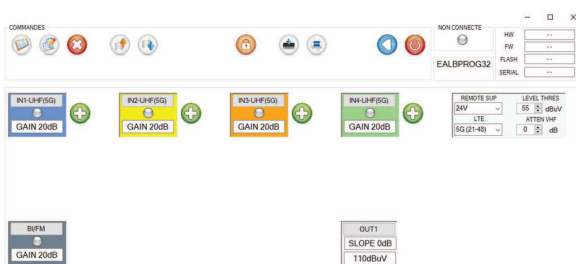 COMMANDES
NON CONNECTE
HW --
FW --
EALBPROG32
FLASH --
SERIAL --
IN1-UHF(5G)
GAIN 20dB
IN2-UHF(5G)
GAIN 20dB
IN3-UHF(5G)
GAIN 20dB
IN4-UHF(5G)
GAIN 20dB
REMOTE SUP
24V
LEVEL THRES
55 dBuV
LTE
5G (21-48)
ATTEN VHF
0 dB
BI/FM
GAIN 20dB
OUT1
SLOPE 0dB
110dBuV